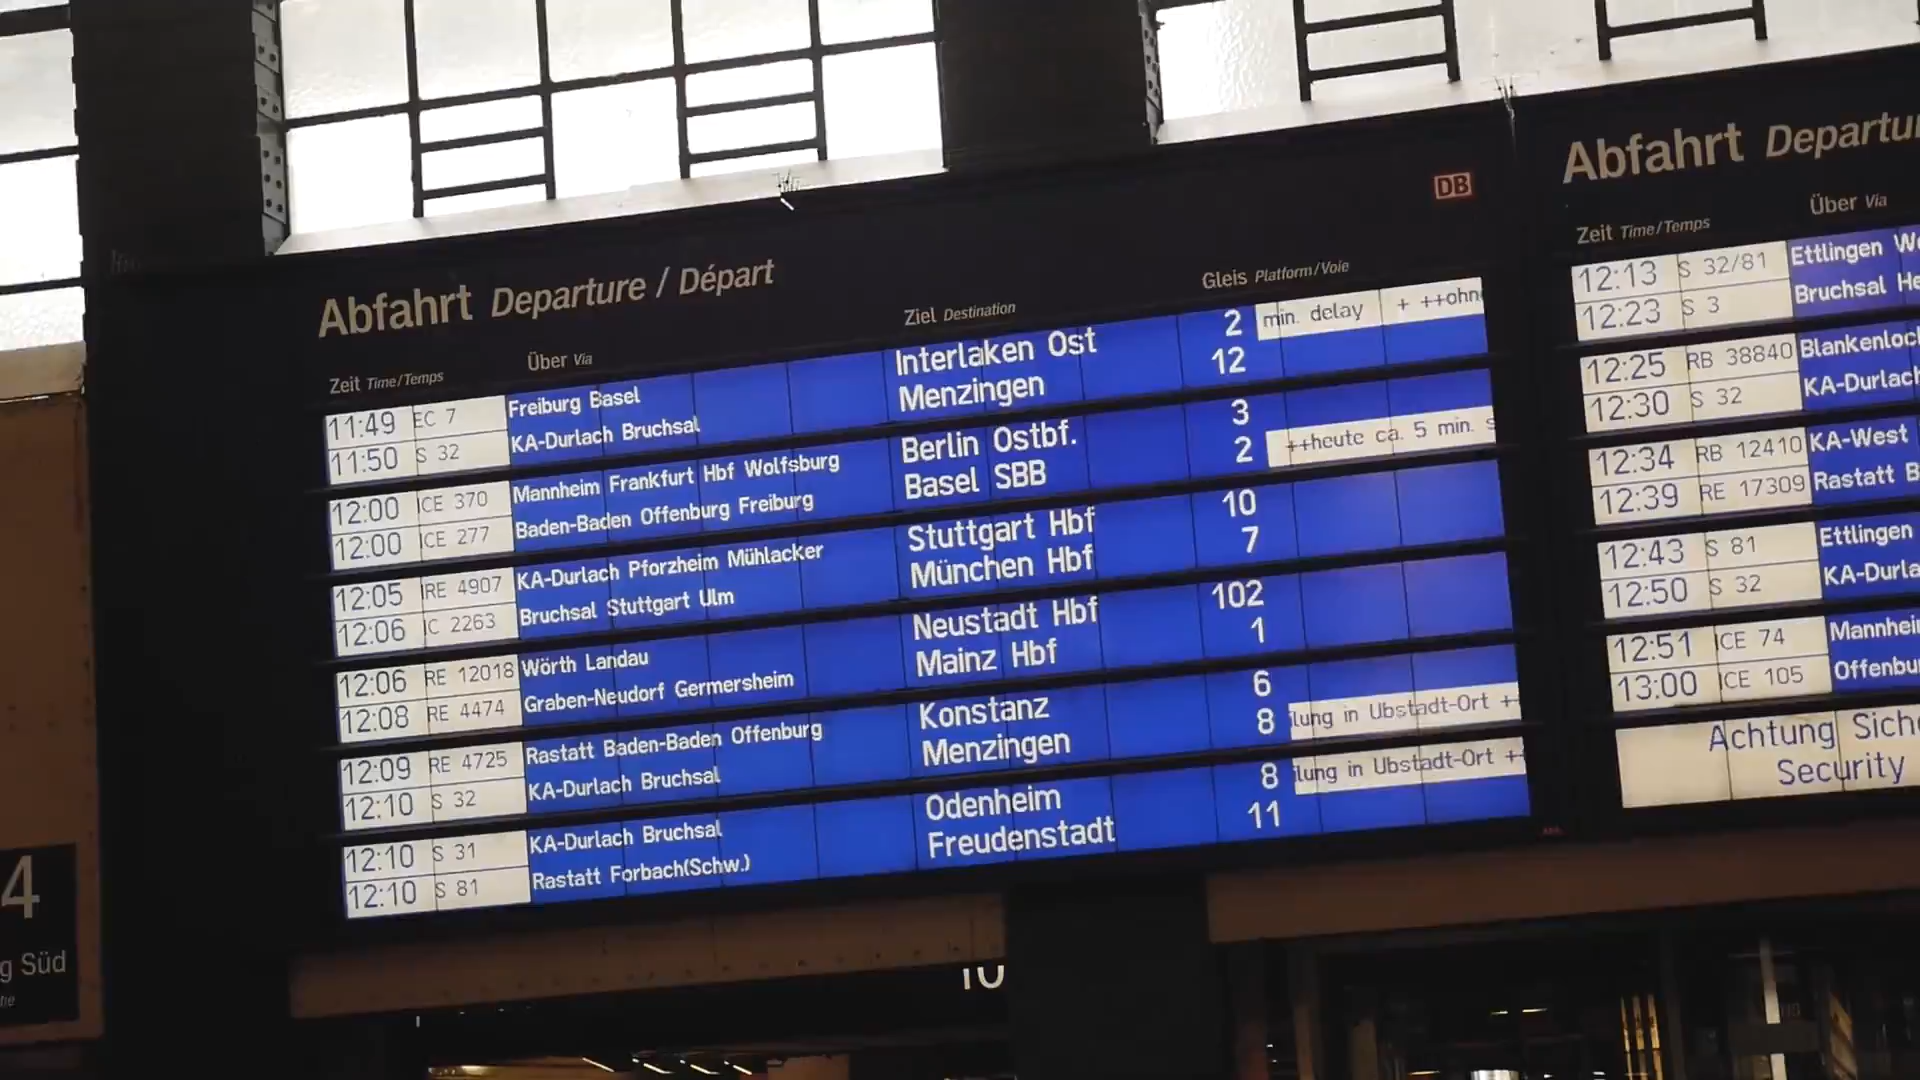 DB
Abfahrt Departure / Départ
Zeit Time/Temps Über Via Ziel Destination Gleis Platform/Voie
11:49 EC 7 Freiburg Basel Interlaken Ost 2 min. delay + ++ohn
11:50 S 32 KA-Durlach Bruchsal Menzingen 12
12:00 ICE 370 Mannheim Frankfurt Hbf Wolfsburg Berlin Ostbf. 3
12:00 ICE 277 Baden-Baden Offenburg Freiburg Basel SBB 2 ++heute ca. 5 min. s
12:05 IRE 4907 KA-Durlach Pforzheim Mühlacker Stuttgart Hbf 10
12:06 IC 2263 Bruchsal Stuttgart Ulm München Hbf 7
12:06 RE 12018 Wörth Landau Neustadt Hbf 102
12:08 RE 4474 Graben-Neudorf Germersheim Mainz Hbf 1
12:09 RE 4725 Rastatt Baden-Baden Offenburg Konstanz 6
12:10 S 32 KA-Durlach Bruchsal Menzingen 8 lung in Ubstadt-Ort +
12:10 S 31 KA-Durlach Bruchsal Odenheim 8 lung in Ubstadt-Ort +
12:10 S 81 Rastatt Forbach(Schw.) Freudenstadt 11
Abfahrt Departu
Zeit Time/Temps Über Via
12:13 S 32/81 Ettlingen We
12:23 S 3 Bruchsal He
12:25 RB 38840 Blankenloch
12:30 S 32 KA-Durlach
12:34 RB 12410 KA-West
12:39 RE 17309 Rastatt B
12:43 S 81 Ettlingen
12:50 S 32 KA-Durla
12:51 ICE 74 Mannhei
13:00 ICE 105 Offenbu
Achtung Siche
Security
4
g Süd
10